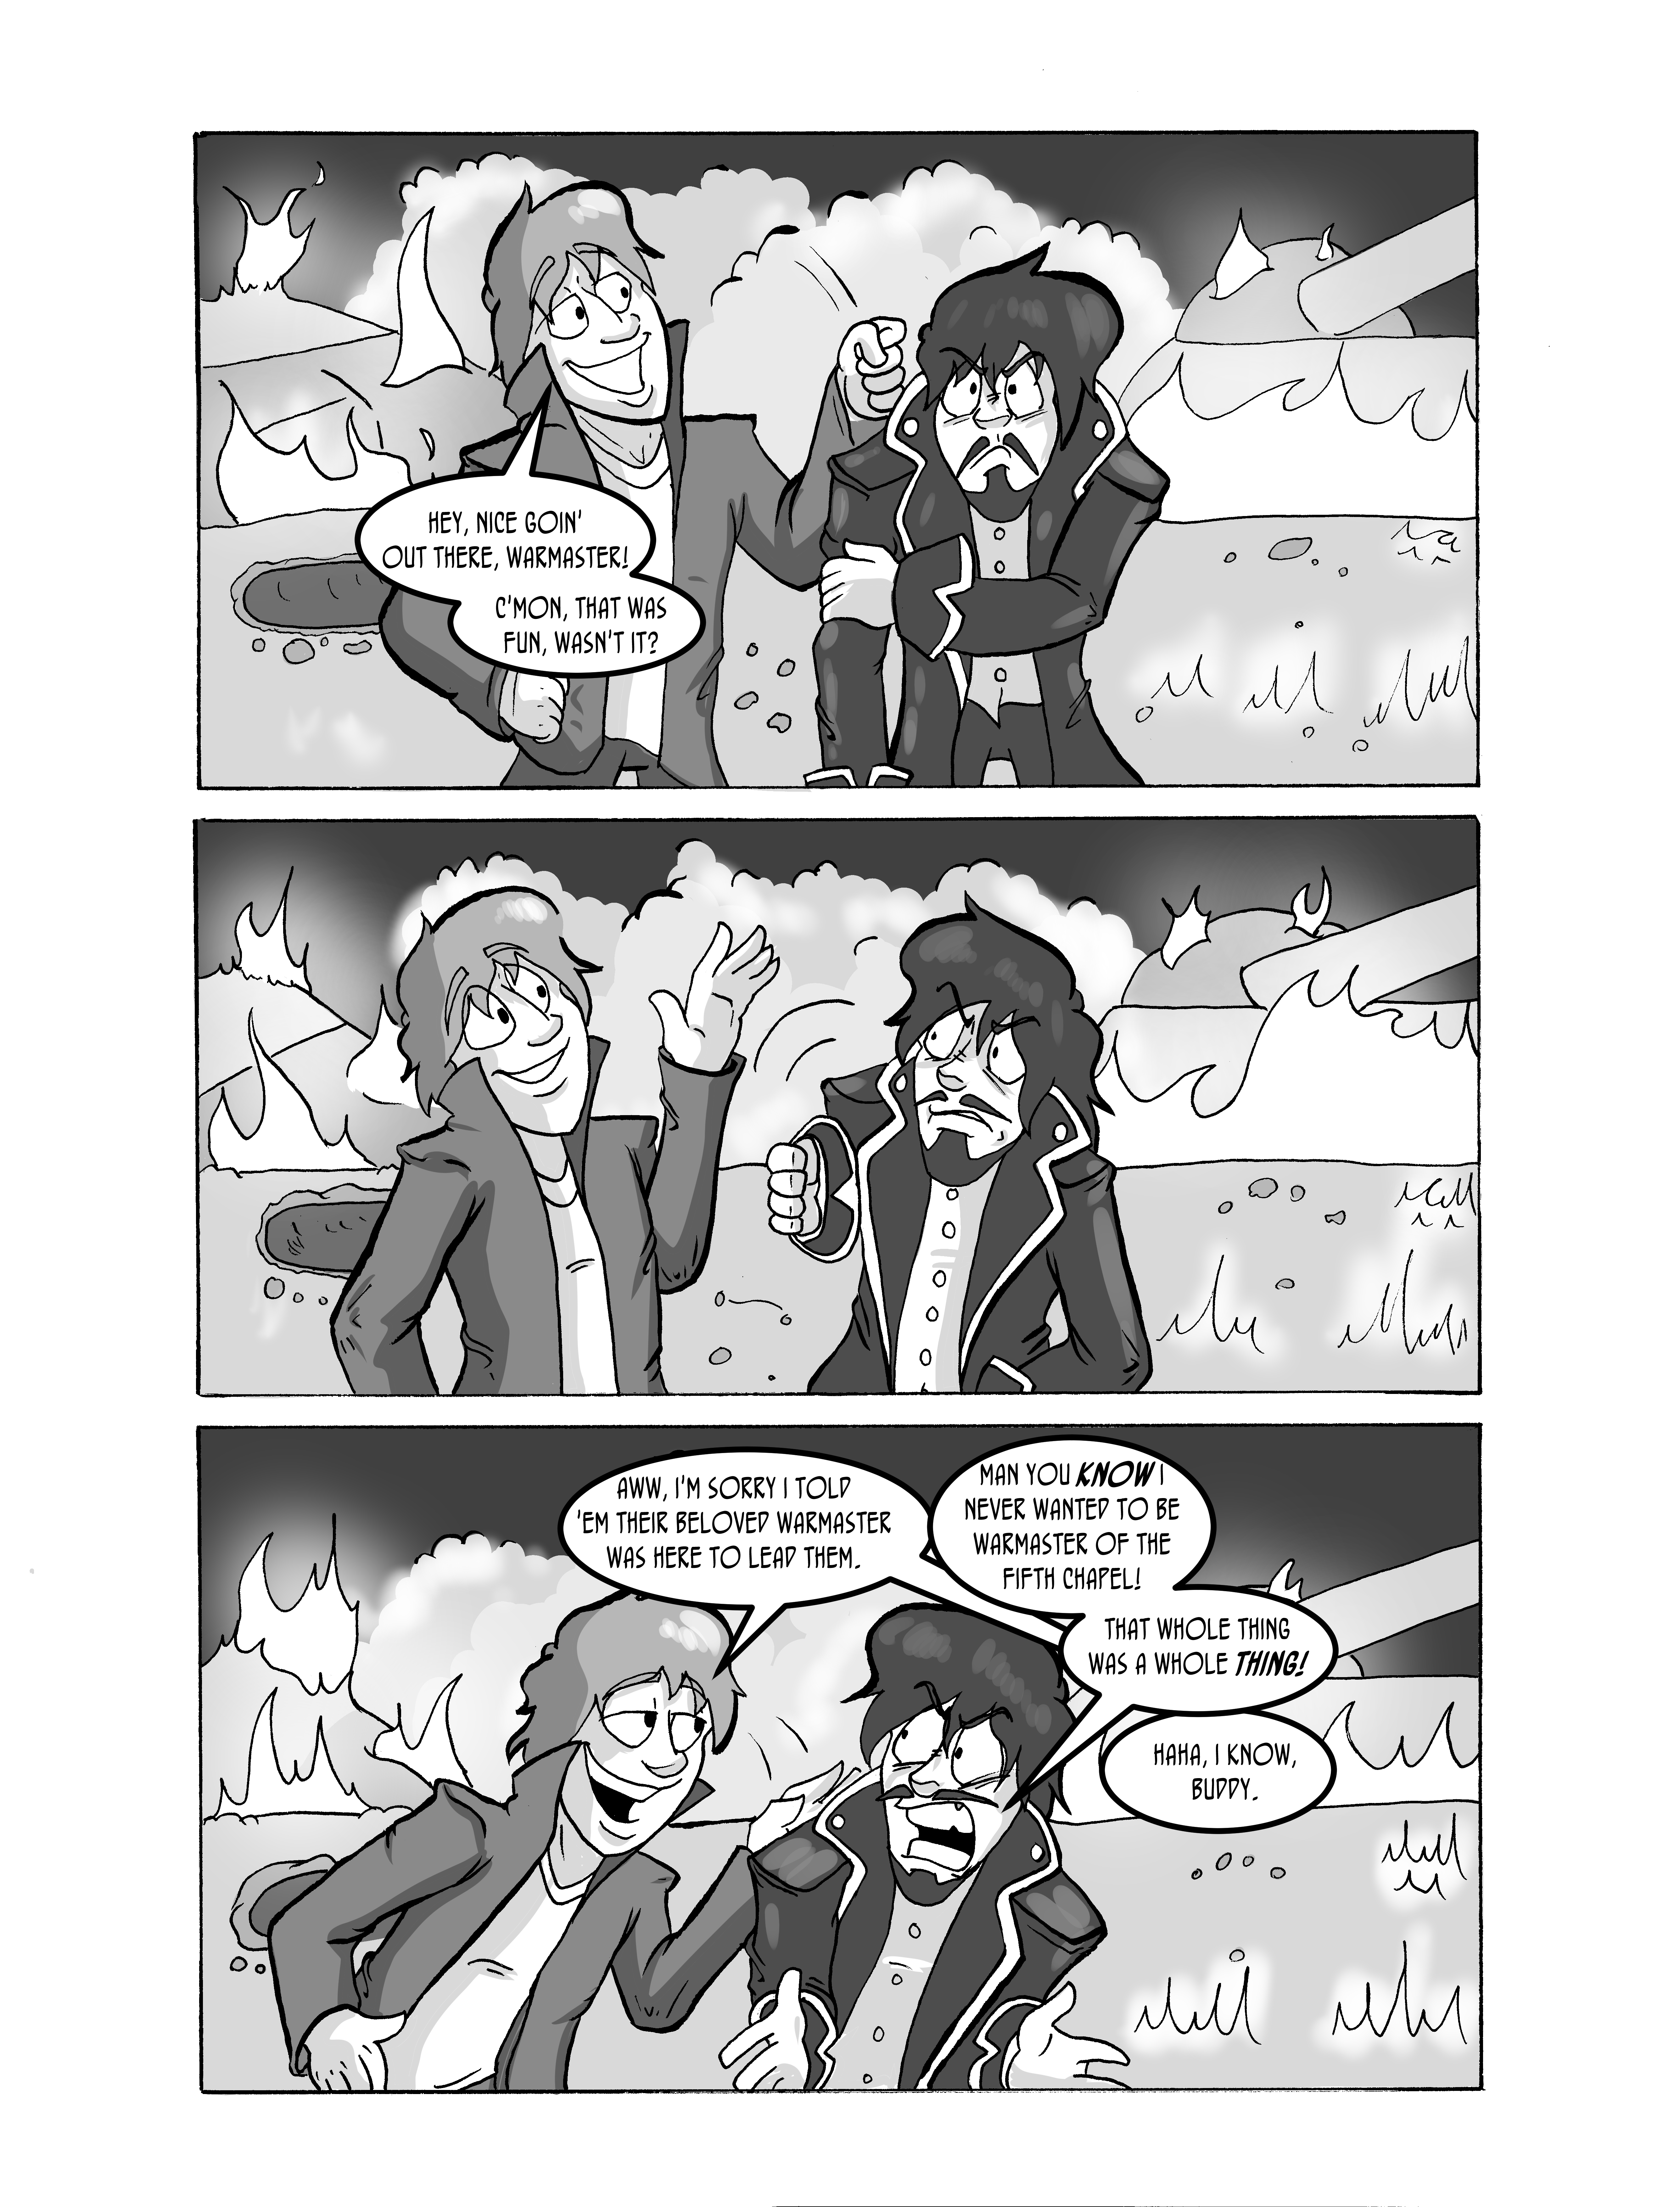 HEY, NICE GOIN'
OUT THERE, WARMASTER!
C'MON, THAT WAS
FUN, WASN'T IT?
AWW, I'M SORRY I TOLD
'EM THEIR BELOVED WARMASTER
WAS HERE TO LEAD THEM.
MAN YOU KNOW I
NEVER WANTED TO BE
WARMASTER OF THE
FIFTH CHAPEL!
THAT WHOLE THING
WAS A WHOLE THING!
HAHA, I KNOW,
BUDDY.